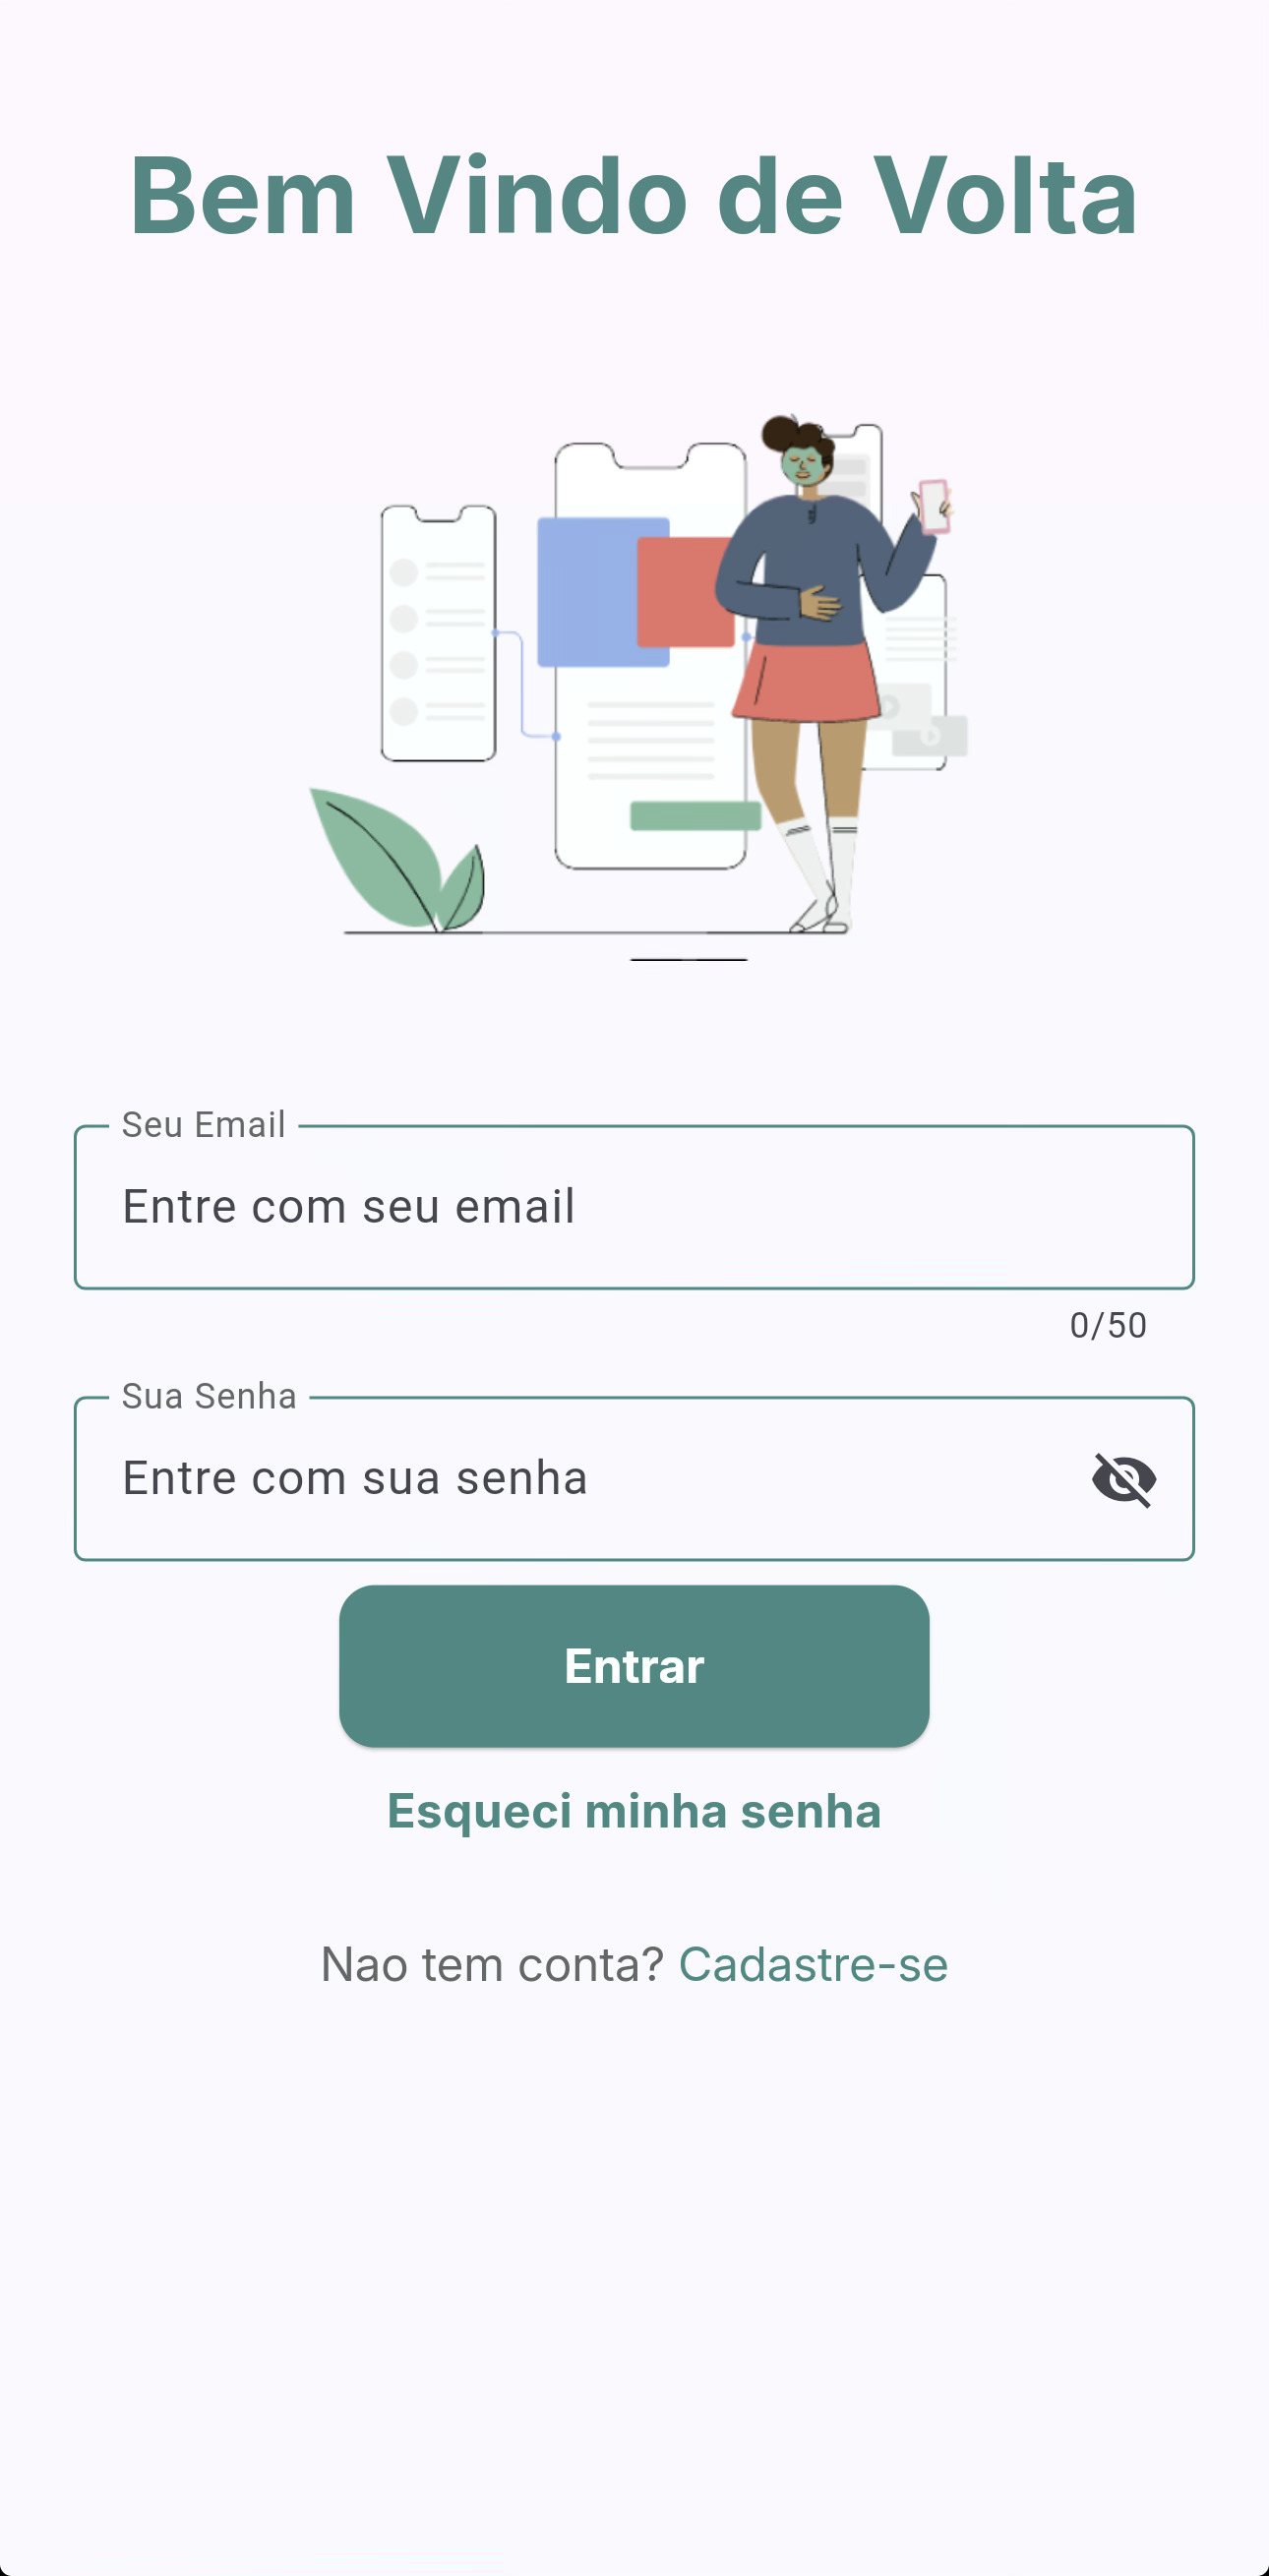 Bem Vindo de Volta
Seu Email
Entre com seu email
0/50
Sua Senha
Entre com sua senha
Entrar
Esqueci minha senha
Nao tem conta? Cadastre-se